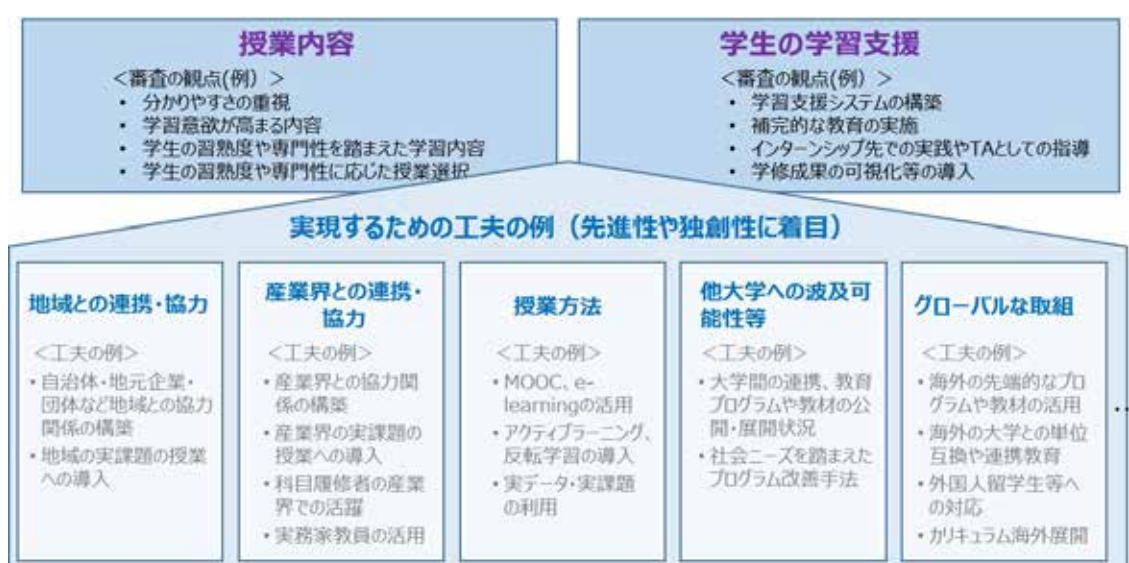 授業内容
<審査の観点(例)>
• 分かりやすさの重視
• 学習意欲が高まる内容
• 学生の習熟度や専門性を踏まえた学習内容
• 学生の習熟度や専門性に応じた授業選択
学生の学習支援
<審査の観点(例)>
• 学習支援システムの構築
• 補完的な教育の実施
• インターンシップ先での実践やTAとしての指導
• 学修成果の可視化等の導入
実現するための工夫の例(先進性や独創性に着目)
地域との連携・協力
<工夫の例>
• 自治体・地元企業・
団体など地域との協力
関係の構築
• 地域の実課題の授業
への導入
産業界との連携・
協力
<工夫の例>
• 産業界との協力関
係の構築
• 産業界の実課題の
授業への導入
• 科目履修者の産業
界での活躍
• 実務家教員の活用
授業方法
<工夫の例>
• MOOC、e-
learningの活用
• アクティブラーニング、
反転学習の導入
• 実データ・実課題
の利用
他大学への波及可
能性等
<工夫の例>
• 大学間の連携、教育
プログラムや教材の公
開・展開状況
• 社会ニーズを踏まえた
プログラム改善手法
グローバルな取組
<工夫の例>
• 海外の先端的なプロ
グラムや教材の活用
• 海外の大学との単位
互換や連携教育
• 外国人留学生等へ
の対応
• カリキュラム海外展開
‥